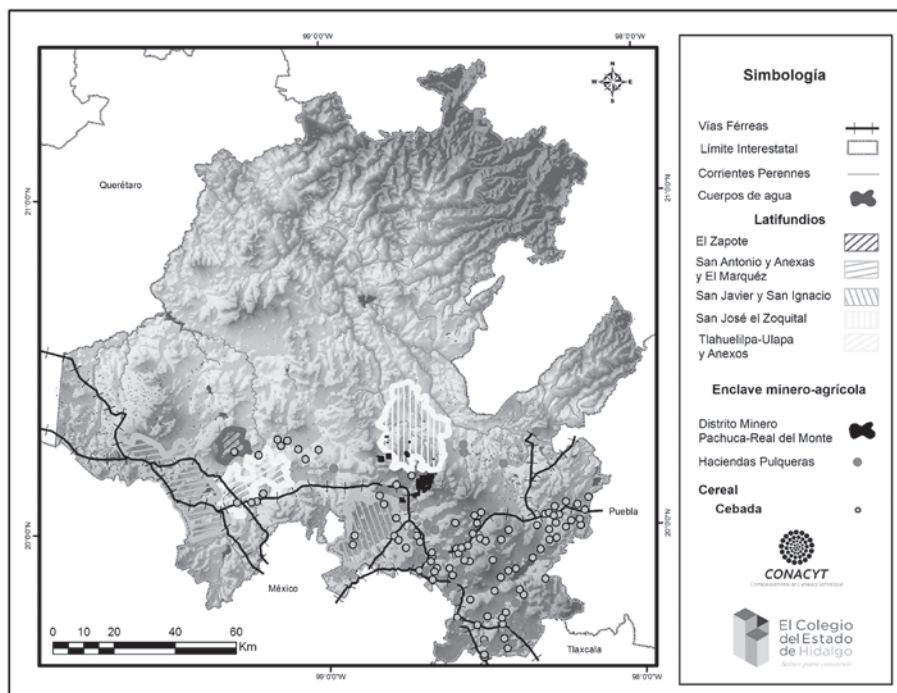 99°0'0"W
98°0'0"W
21°0'0"N
21°0'0"N
20°0'0"N
20°0'0"N
N
W
E
S
Querétaro
Puebla
México
Tlaxcala
0 5 10 20 40 60
Km
99°0'0"W
98°0'0"W
Simbología
Vías Férreas
Límite Interestatal
Corrientes Perennes
Cuerpos de agua
Latifundios
El Zapote
San Antonio y Anexas
y El Marquéz
San Javier y San Ignacio
San José el Zoquital
Tlahuelilpa-Ulapa
y Anexos
Enclave minero-agrícola
Distrito Minero
Pachuca-Real del Monte
Haciendas Pulqueras
Cereal
Cebada
CONACYT
El Colegio
del Estado
de Hidalgo